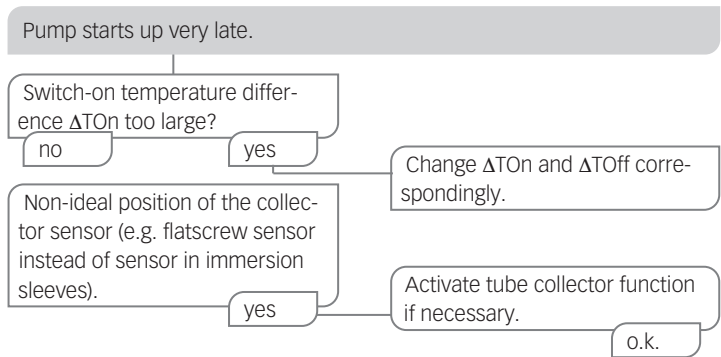 Pump starts up very late.
Switch-on temperature differ-
ence ΔTOn too large?
no
yes
Change ΔTOn and ΔTOff corre-
spondingly.
Non-ideal position of the collec-
tor sensor (e.g. flatscrew sensor
instead of sensor in immersion
sleeves).
yes
Activate tube collector function
if necessary.
o.k.